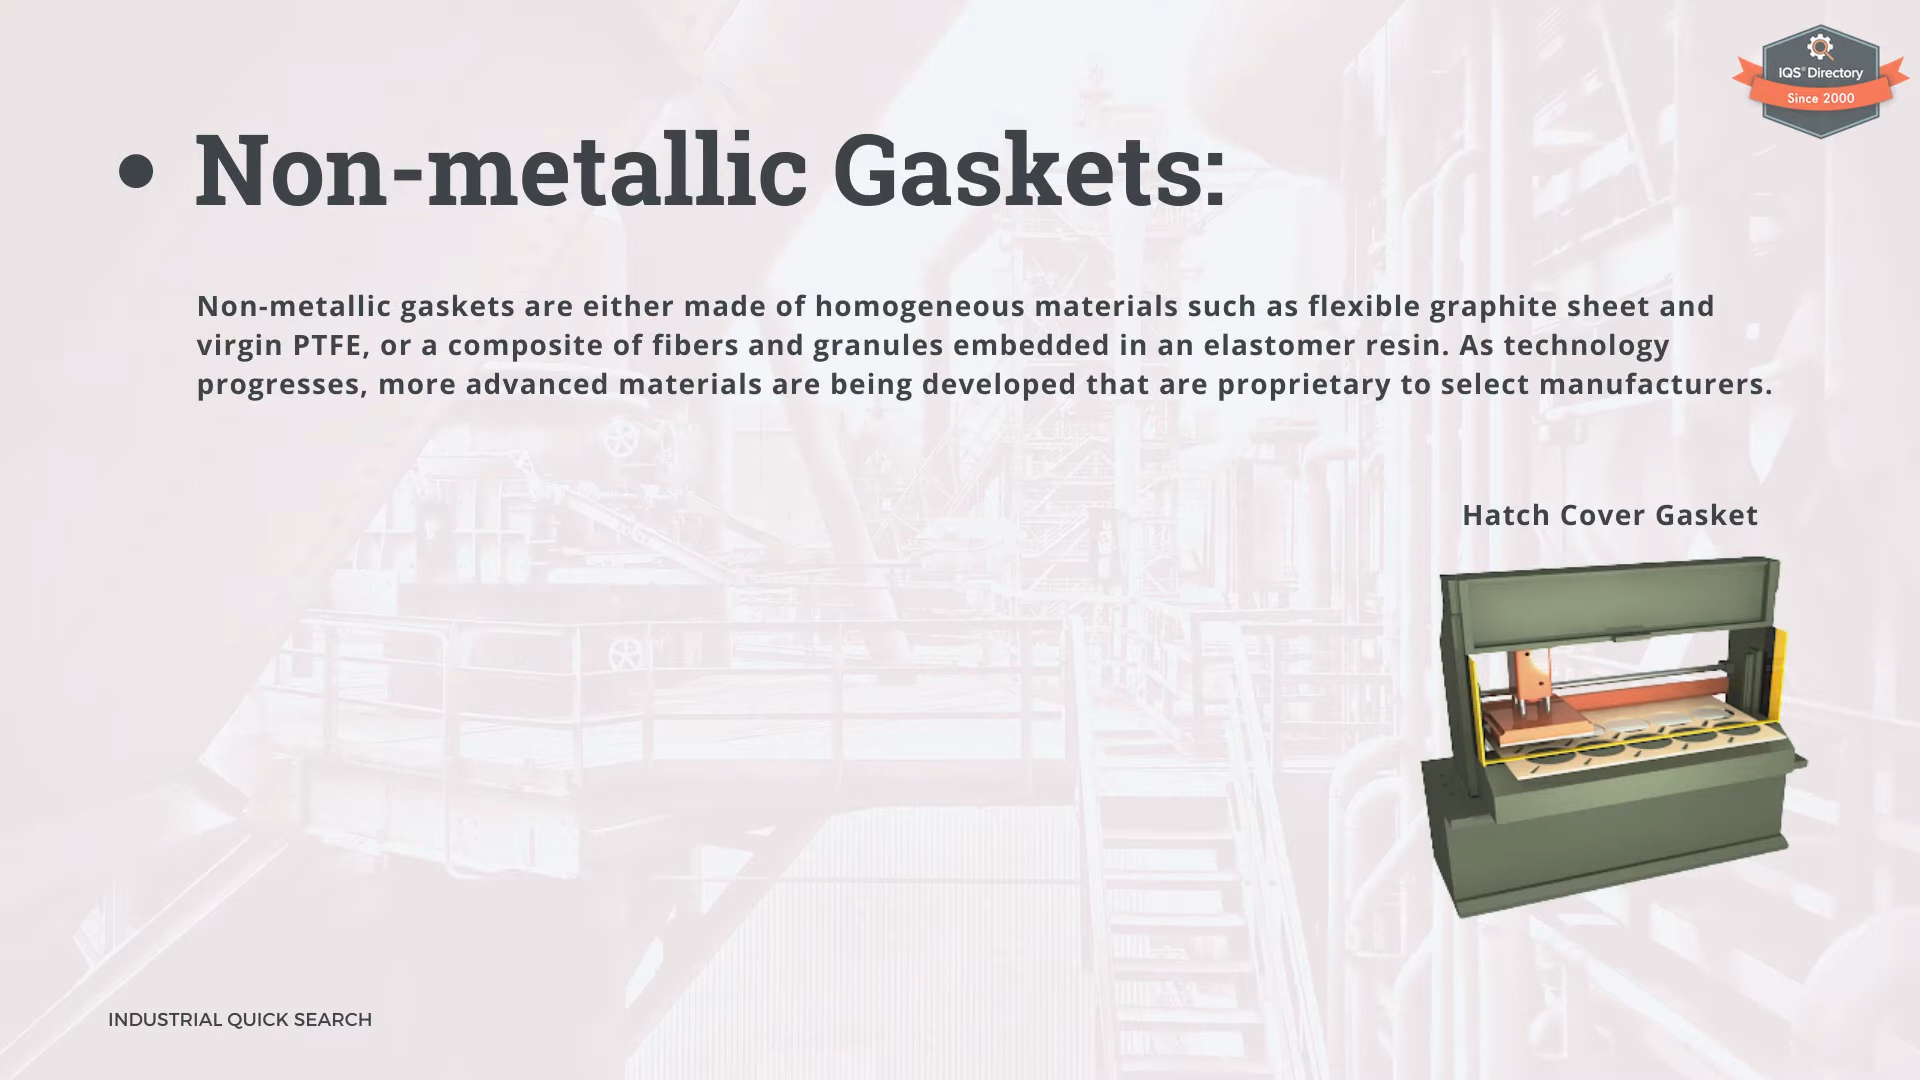 IQS® Directory
Since 2000
• Non-metallic Gaskets:
Non-metallic gaskets are either made of homogeneous materials such as flexible graphite sheet and
virgin PTFE, or a composite of fibers and granules embedded in an elastomer resin. As technology
progresses, more advanced materials are being developed that are proprietary to select manufacturers.
Hatch Cover Gasket
INDUSTRIAL QUICK SEARCH